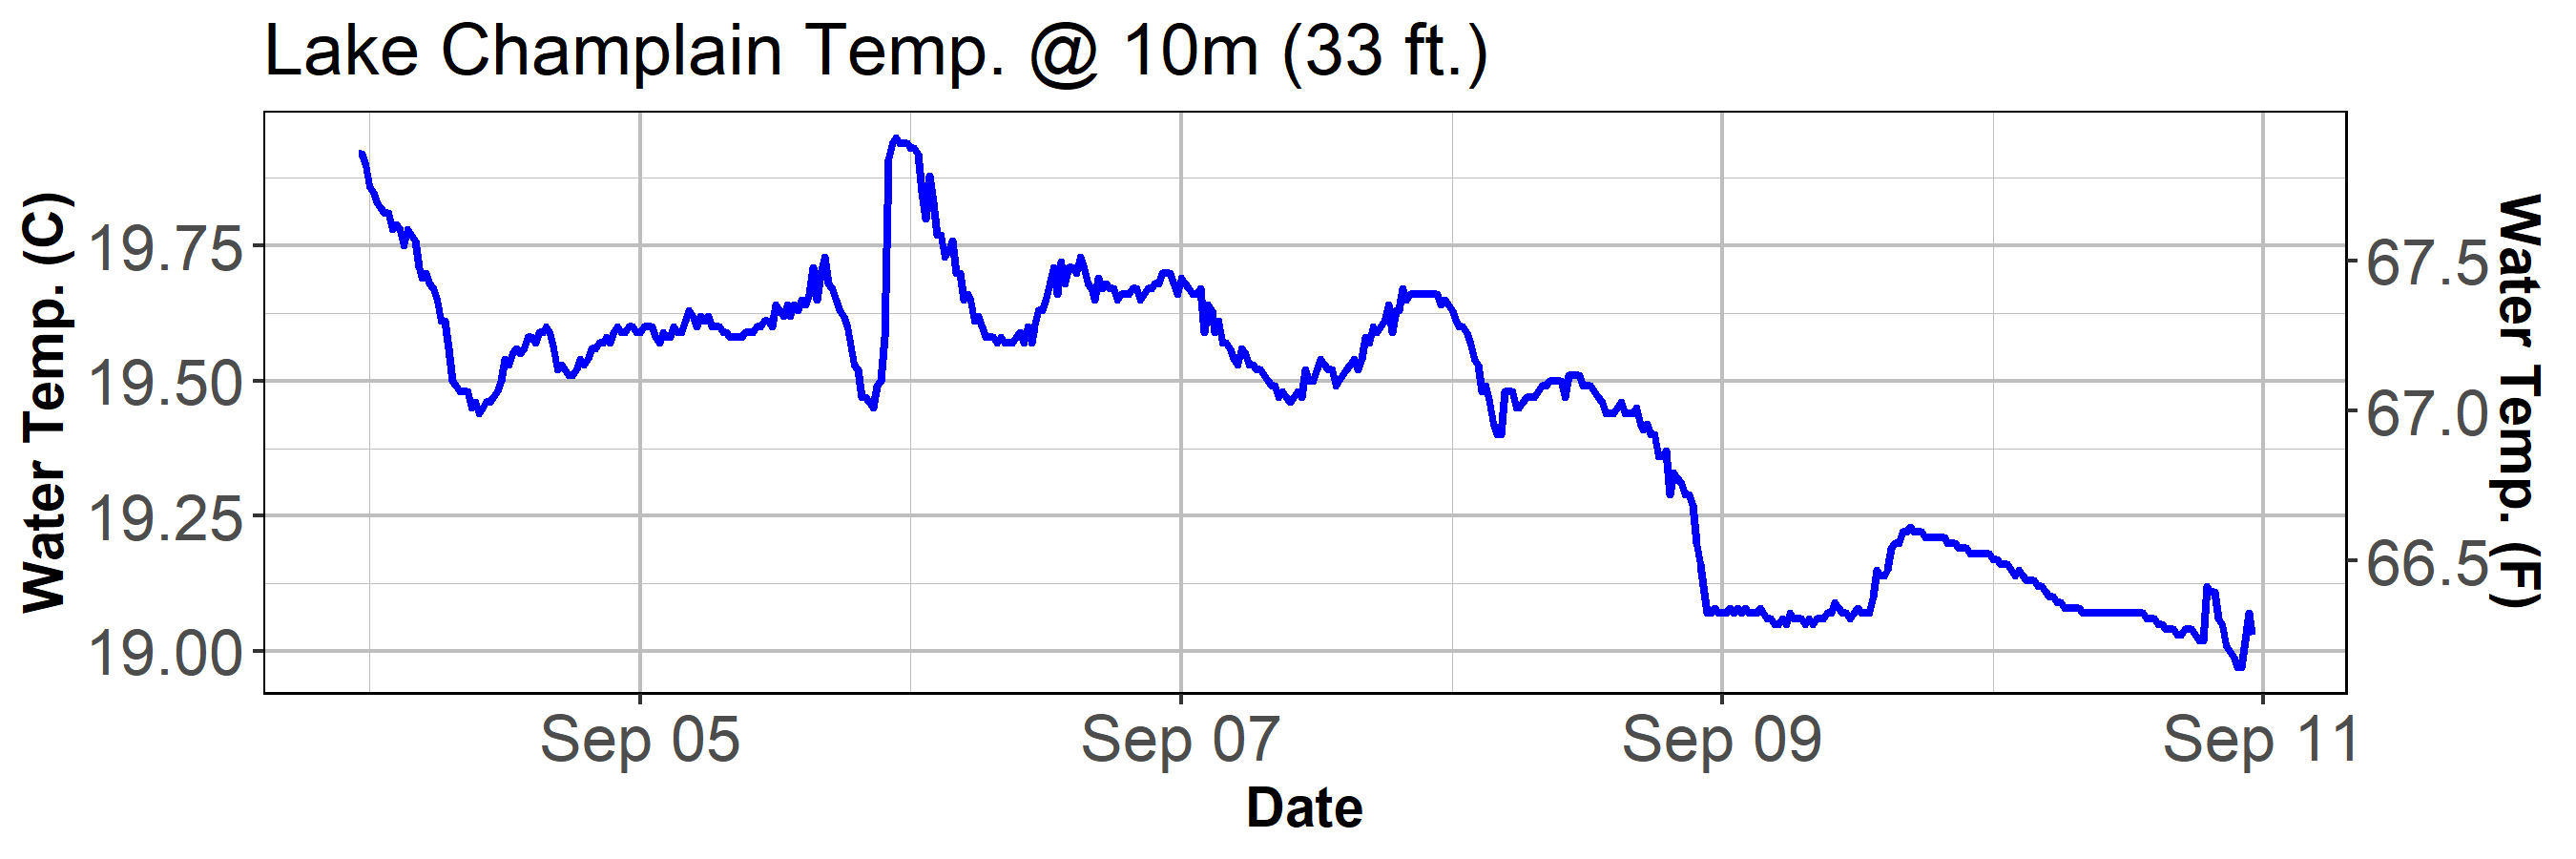 Lake Champlain Temp. @ 10m (33 ft.)
Water Temp. (C)
19.75
19.50
19.25
19.00
67.5
67.0
66.5
Water Temp. (F)
Sep 05
Sep 07
Sep 09
Sep 11
Date